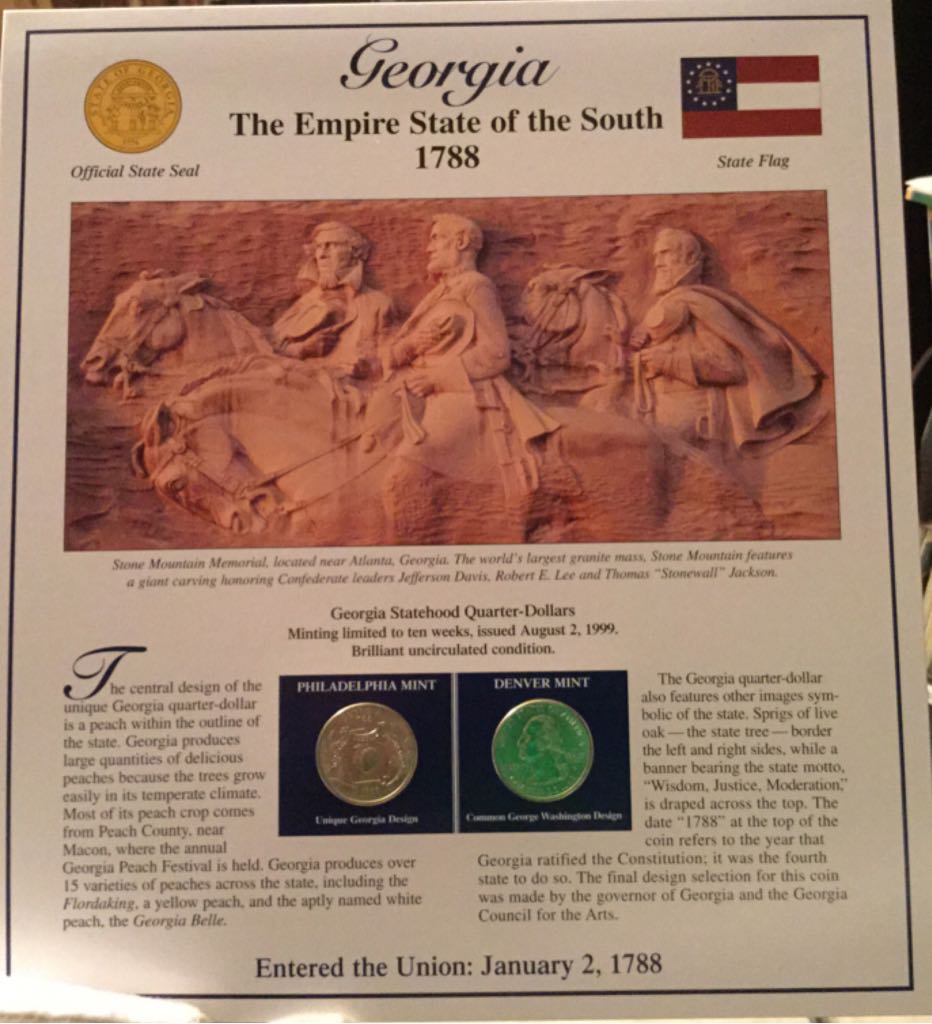 Georgia
The Empire State of the South
1788
STATE OF GEORGIA
1776
Official State Seal
State Flag
Stone Mountain Memorial, located near Atlanta, Georgia. The world's largest granite mass, Stone Mountain features
a giant carving honoring Confederate leaders Jefferson Davis, Robert E. Lee and Thomas "Stonewall" Jackson.
Georgia Statehood Quarter-Dollars
Minting limited to ten weeks, issued August 2, 1999.
Brilliant uncirculated condition.
The central design of the
unique Georgia quarter-dollar
is a peach within the outline of
the state. Georgia produces
large quantities of delicious
peaches because the trees grow
easily in its temperate climate.
Most of its peach crop comes
from Peach County, near
Macon, where the annual
Georgia Peach Festival is held. Georgia produces over
15 varieties of peaches across the state, including the
Flordaking, a yellow peach, and the aptly named white
peach, the Georgia Belle.
PHILADELPHIA MINT
Unique Georgia Design
DENVER MINT
Common George Washington Design
The Georgia quarter-dollar
also features other images sym-
bolic of the state. Sprigs of live
oak — the state tree — border
the left and right sides, while a
banner bearing the state motto,
"Wisdom, Justice, Moderation,"
is draped across the top. The
date "1788" at the top of the
coin refers to the year that
Georgia ratified the Constitution; it was the fourth
state to do so. The final design selection for this coin
was made by the governor of Georgia and the Georgia
Council for the Arts.
Entered the Union: January 2, 1788